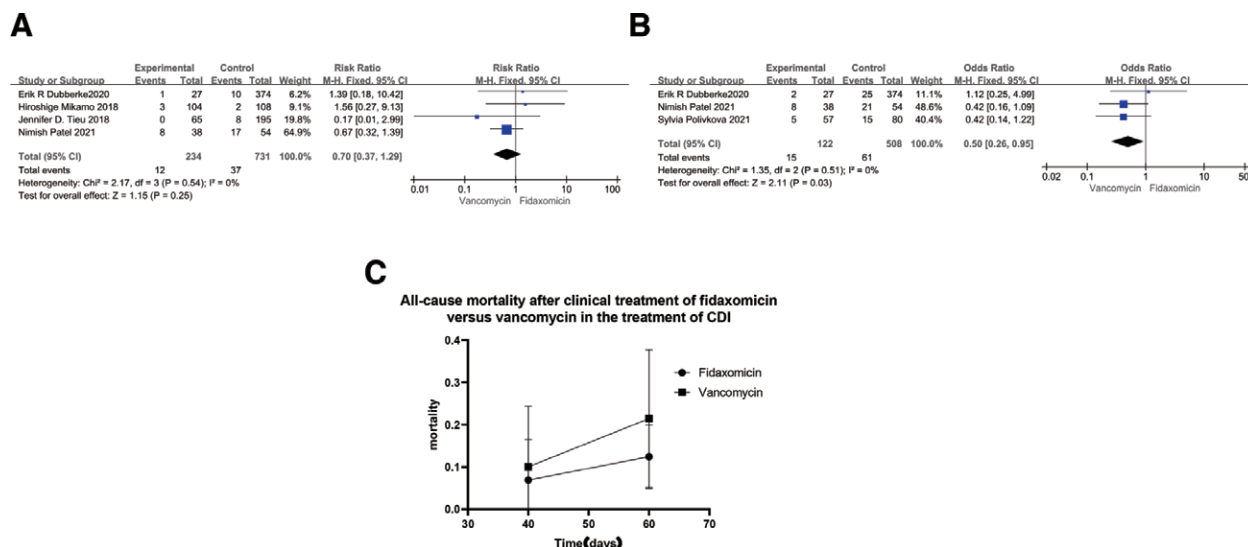 A
Experimental Control Risk Ratio Risk Ratio
Study or Subgroup Events Total Events Total Weight M-H. Fixed. 95% CI M-H. Fixed. 95% CI
Erik R Dubberke2020 1 27 10 374 6.2% 1.39 [0.18, 10.42]
Hiroshige Mikamo 2018 3 104 2 108 9.1% 1.56 [0.27, 9.13]
Jennifer D. Tieu 2018 0 65 8 195 19.8% 0.17 [0.01, 2.99]
Nimish Patel 2021 8 38 17 54 64.9% 0.67 [0.32, 1.39]
Total (95% CI) 234 731 100.0% 0.70 [0.37, 1.29]
Total events 12 37
Heterogeneity: Chi² = 2.17, df = 3 (P = 0.54); I² = 0%
Test for overall effect: Z = 1.15 (P = 0.25)
0.01 0.1 1 10 100
Vancomycin Fidaxomicin
B
Experimental Control Odds Ratio Odds Ratio
Study or Subgroup Events Total Events Total Weight M-H. Fixed. 95% CI M-H. Fixed. 95% CI
Erik R Dubberke2020 2 27 25 374 11.1% 1.12 [0.25, 4.99]
Nimish Patel 2021 8 38 21 54 48.6% 0.42 [0.16, 1.09]
Sylvia Polivkova 2021 5 57 15 80 40.4% 0.42 [0.14, 1.22]
Total (95% CI) 122 508 100.0% 0.50 [0.26, 0.95]
Total events 15 61
Heterogeneity: Chi² = 1.35, df = 2 (P = 0.51); I² = 0%
Test for overall effect: Z = 2.11 (P = 0.03)
0.02 0.1 1 10 50
Vancomycin Fidaxomicin
C
All-cause mortality after clinical treatment of fidaxomicin
versus vancomycin in the treatment of CDI
0.4
0.3
0.2
0.1
0.0
mortality
Fidaxomicin
Vancomycin
30 40 50 60 70
Time(days)